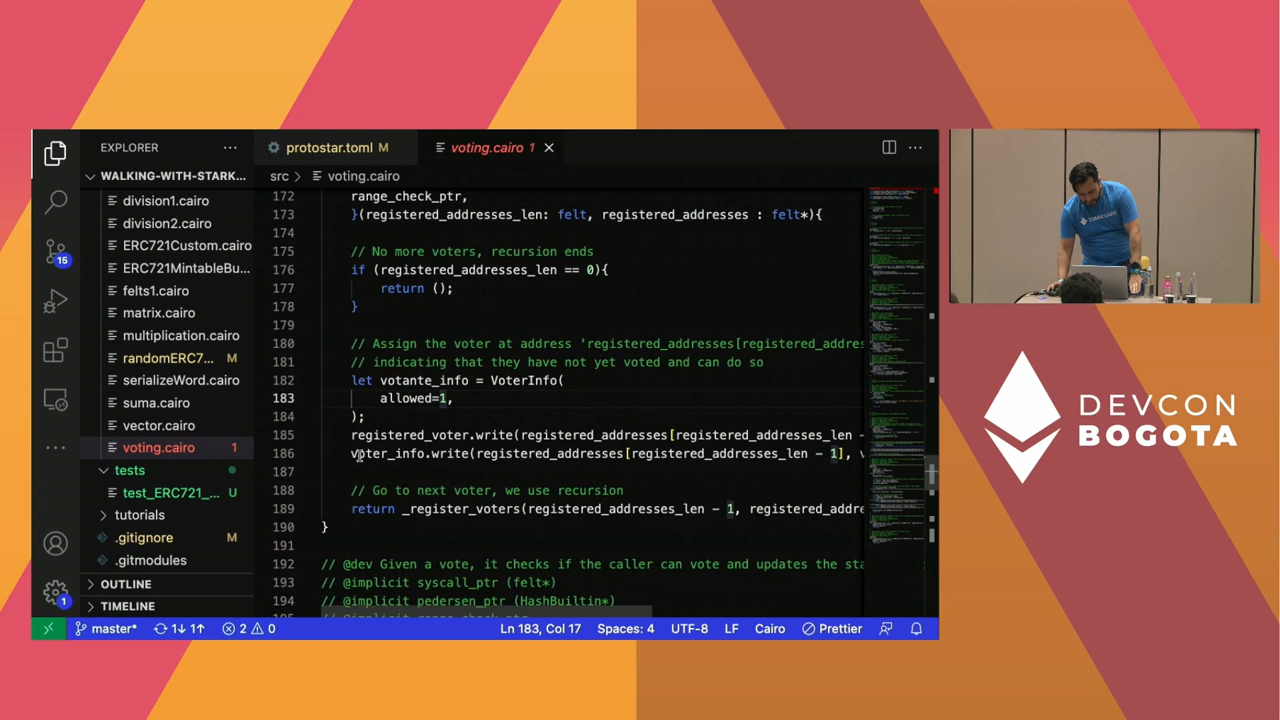 EXPLORER
WALKING-WITH-STARK...
division1.cairo
division2.cairo
ERC721Custom.cairo
ERC721MintableBu...
felts1.cairo
matrix.cairo
multiplicacion.cairo
randomERC7... M
serializeWord.cairo
suma.cairo
vector.cairo
voting.cairo 1
tests
test_ERC721_... U
tutorials
.gitignore M
.gitmodules
OUTLINE
TIMELINE
15
1
protostar.toml M
voting.cairo 1
src > voting.cairo
172 range_check_ptr,
173 }(registered_addresses_len: felt, registered_addresses : felt*){
174
175 // No more voters, recursion ends
176 if (registered_addresses_len == 0){
177 return ();
178 }
179
180 // Assign the voter at address 'registered_addresses[registered_addres
181 // indicating that they have not yet voted and can do so
182 let votante_info = VoterInfo(
183 allowed=1,
184 );
185 registered_voter.write(registered_addresses[registered_addresses_len -
186 voter_info.write(registered_addresses[registered_addresses_len - 1], v
187
188 // Go to next voter, we use recursion
189 return _register_voters(registered_addresses_len - 1, registered_addre
190 }
191
192 // @dev Given a vote, it checks if the caller can vote and updates the sta
193 // @implicit syscall_ptr (felt*)
194 // @implicit pedersen_ptr (HashBuiltin*)
master* 1↓ 1↑ 2 0 Ln 183, Col 17 Spaces: 4 UTF-8 LF Cairo Prettier
STARKWARE
DEVCON
BOGOTA